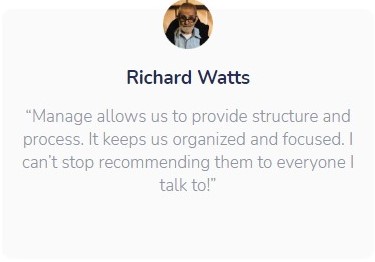 Richard Watts
“Manage allows us to provide structure and
process. It keeps us organized and focused. I
can’t stop recommending them to everyone I
talk to!”